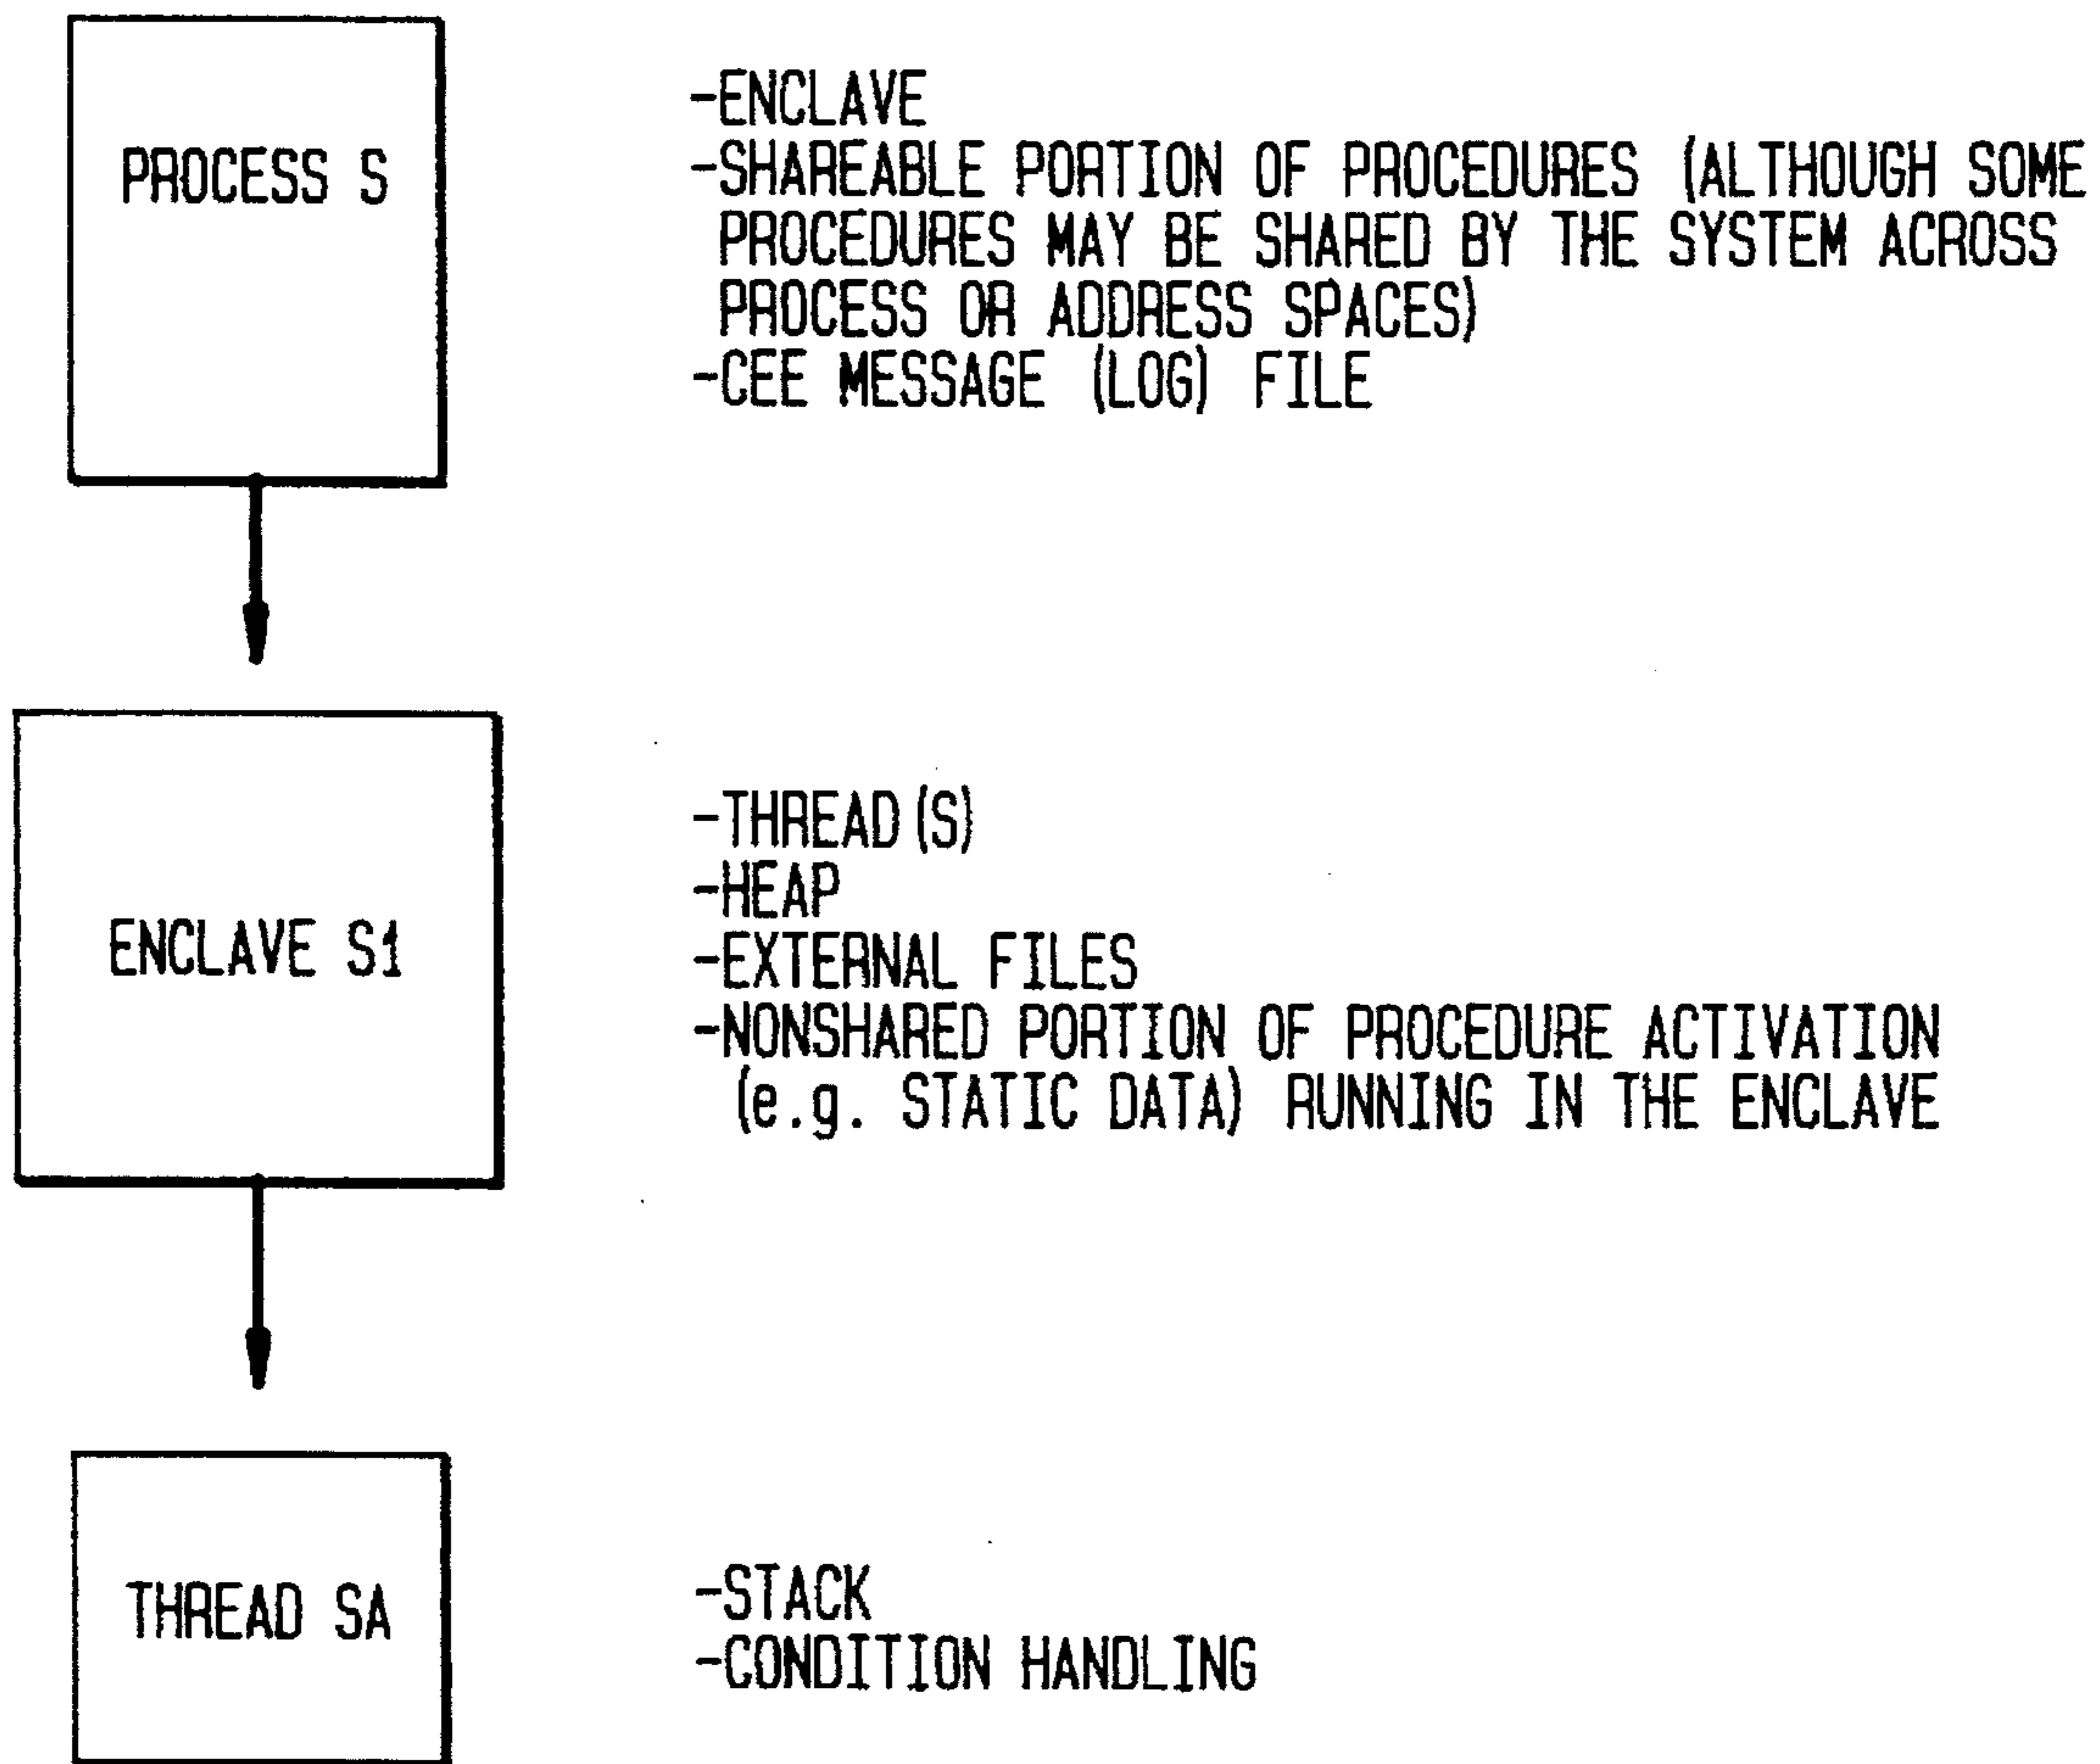 PROCESS S
-ENCLAVE
-SHAREABLE PORTION OF PROCEDURES (ALTHOUGH SOME
PROCEDURES MAY BE SHARED BY THE SYSTEM ACROSS
PROCESS OR ADDRESS SPACES)
-CEE MESSAGE (LOG) FILE
ENCLAVE S1
-THREAD(S)
-HEAP
-EXTERNAL FILES
-NONSHARED PORTION OF PROCEDURE ACTIVATION
(e.g. STATIC DATA) RUNNING IN THE ENCLAVE
THREAD SA
-STACK
-CONDITION HANDLING